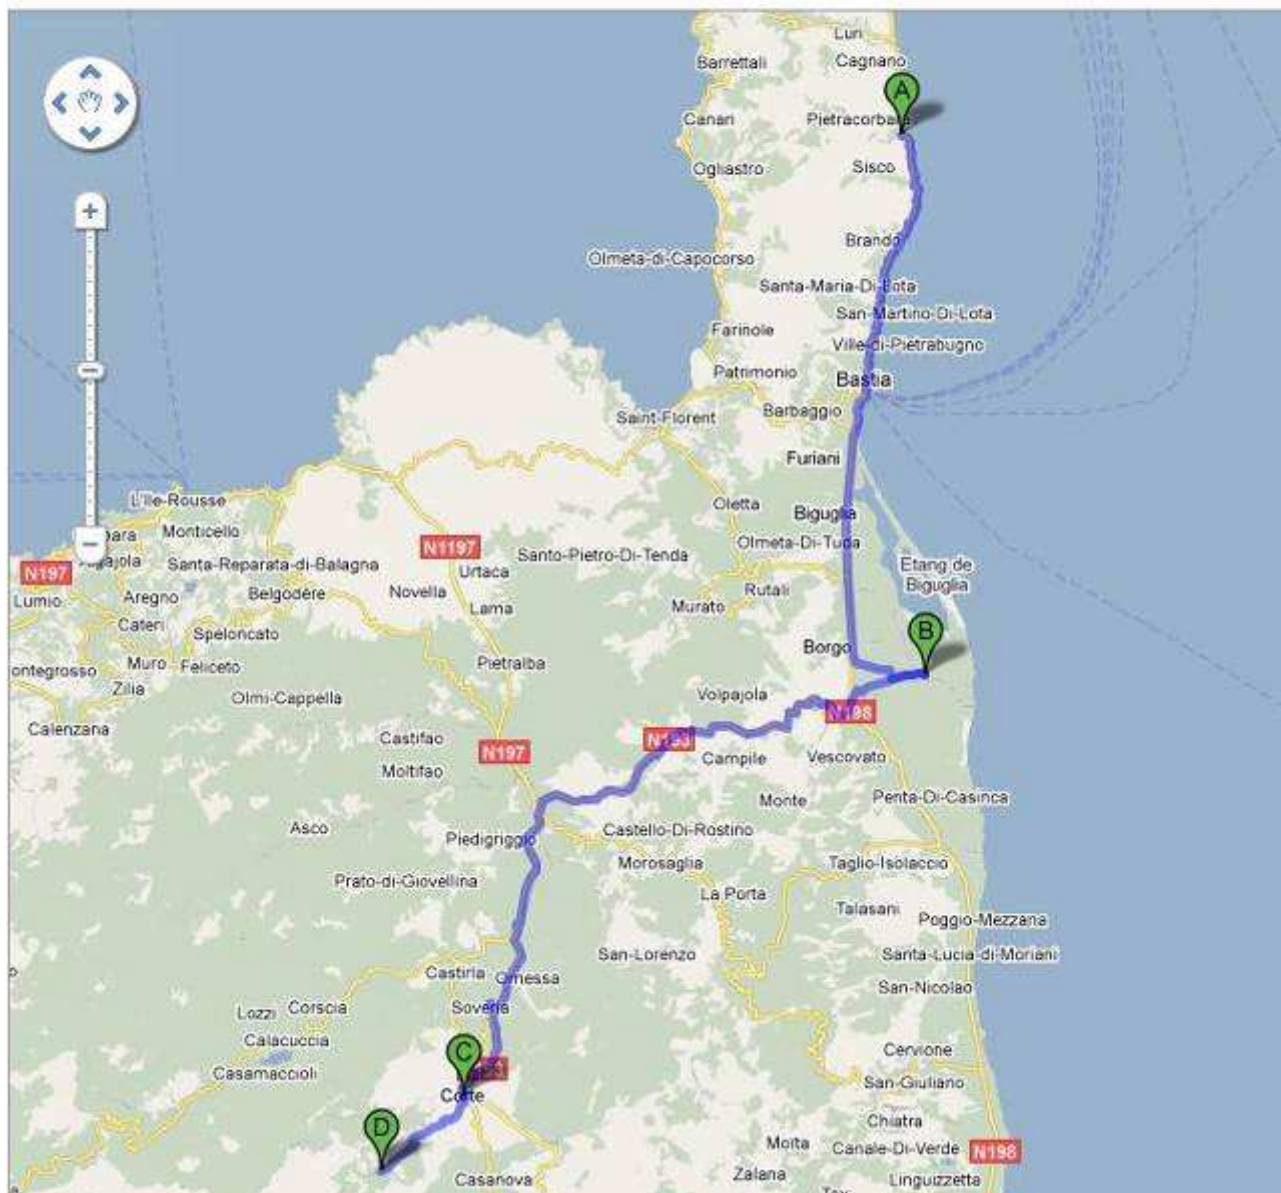 Luri
Barrettali
Cagnano
A
Canari
Pietracorbara
Ogliastro
Sisco
Brando
Olmeta-di-Capocorso
Santa-Maria-Di-Lota
San-Martino-Di-Lota
Farinole
Ville-di-Pietrabugno
Patrimonio
Bastia
Barbaggio
Saint-Florent
Furiani
L'Ile-Rousse
Oletta
Biguglia
Monticello
Olmeta-Di-Tuda
N1197
Santo-Pietro-Di-Tenda
Santa-Reparata-di-Balagna
Etang de
Biguglia
N197
Urtaca
Novella
Belgodère
Rutali
Lumio
Aregno
Lama
Murato
Cateri
Speloncato
B
Borgo
Muro
Feliceto
Pietralba
ontegrosso
Zilia
Olmi-Cappella
Volpajola
N198
Calenzana
Castifao
N197
N193
Campile
Vescovato
Moltifao
Monte
Penta-Di-Casinca
Asco
Piedigriggio
Castello-Di-Rostino
Morosaglia
Taglio-Isolaccio
Prato-di-Giovellina
La Porta
Talasani
Poggio-Mezzana
San-Lorenzo
Santa-Lucia-di-Moriani
Castirla
Omessa
San-Nicolao
Lozzi
Corscia
Soveria
Calacuccia
C
Cervione
Casamaccioli
San-Giuliano
Corte
Chiatra
D
Moita
Canale-Di-Verde
N198
Casanova
Zalana
Linguizzetta